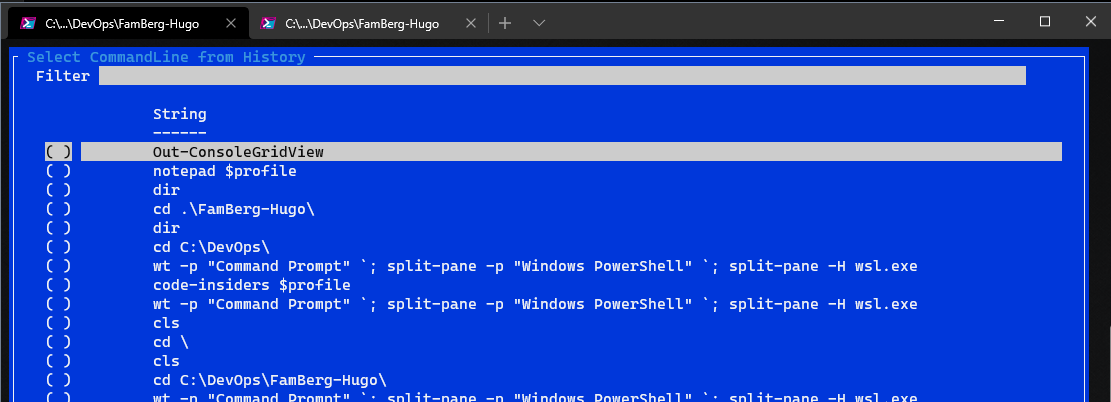 C:\...\DevOps\FamBerg-Hugo C:\...\DevOps\FamBerg-Hugo
Select CommandLine from History
Filter
String
------
( ) Out-ConsoleGridView
( ) notepad $profile
( ) dir
( ) cd .\FamBerg-Hugo\
( ) dir
( ) cd C:\DevOps\
( ) wt -p "Command Prompt" `; split-pane -p "Windows PowerShell" `; split-pane -H wsl.exe
( ) code-insiders $profile
( ) wt -p "Command Prompt" `; split-pane -p "Windows PowerShell" `; split-pane -H wsl.exe
( ) cls
( ) cd \
( ) cls
( ) cd C:\DevOps\FamBerg-Hugo\
( ) wt -p "Command Prompt" `; split-pane -p "Windows PowerShell" `; split-pane -H wsl.exe